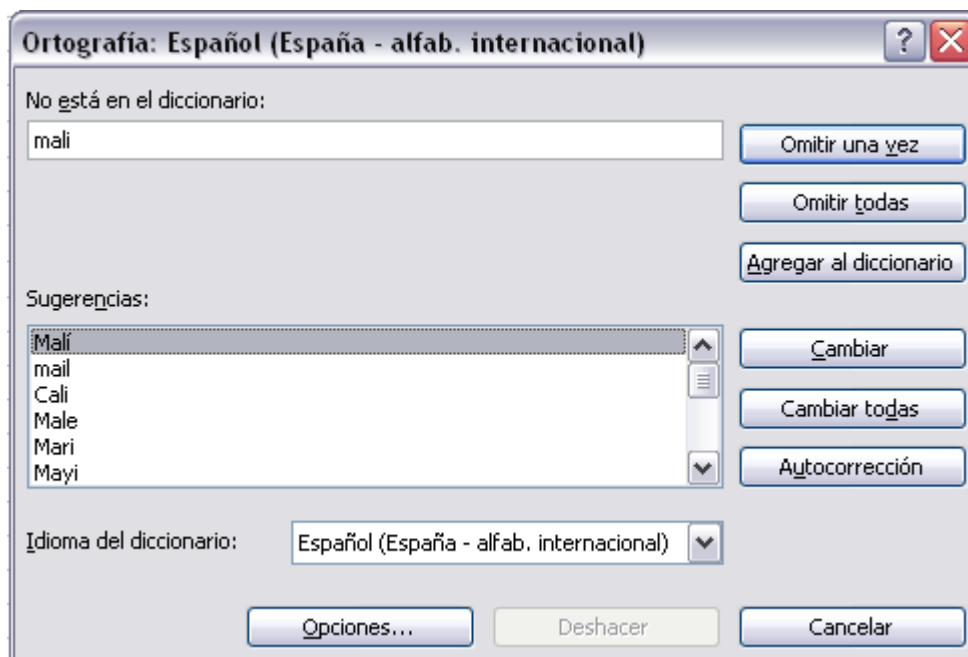 Ortografía: Español (España - alfab. internacional)
No está en el diccionario:
mali
Omitir una vez
Omitir todas
Agregar al diccionario
Sugerencias:
Malí
mail
Cali
Male
Mari
Mayi
Cambiar
Cambiar todas
Autocorrección
Idioma del diccionario:
Español (España - alfab. internacional)
Opciones...
Deshacer
Cancelar